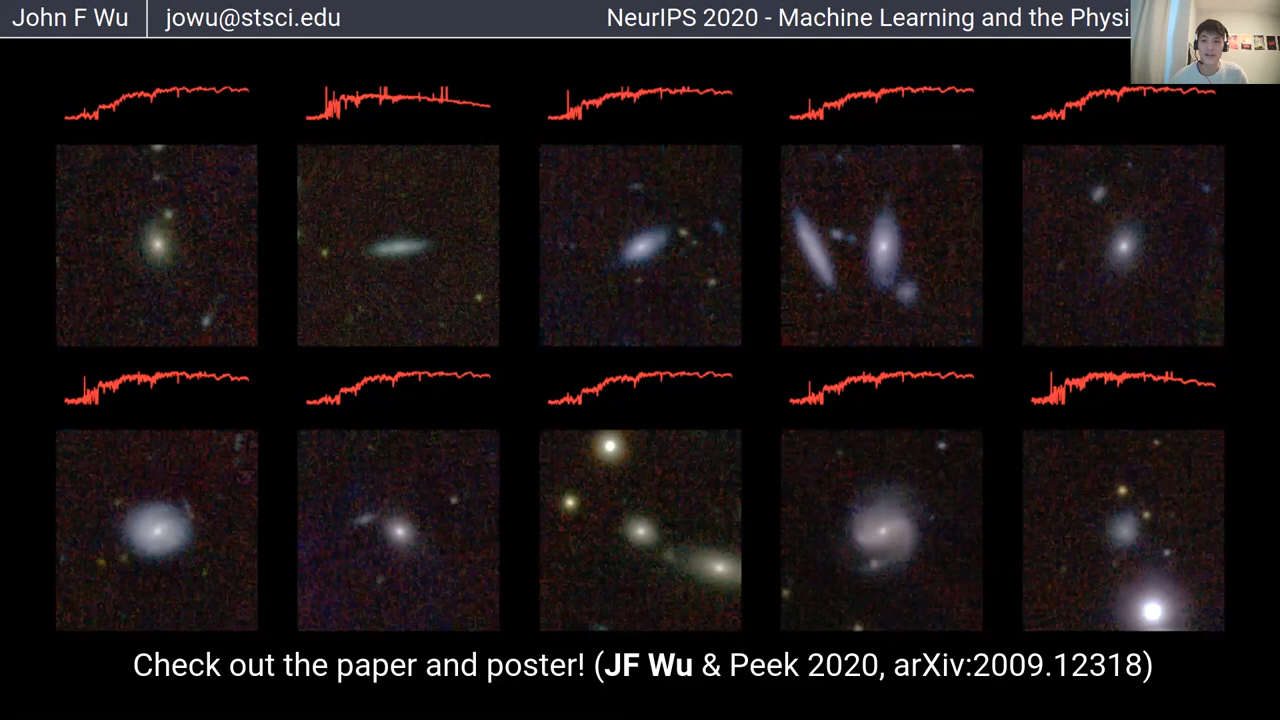 John F Wu
jowu@stsci.edu
NeurIPS 2020 - Machine Learning and the Physi
Check out the paper and poster! (JF Wu & Peek 2020, arXiv:2009.12318)